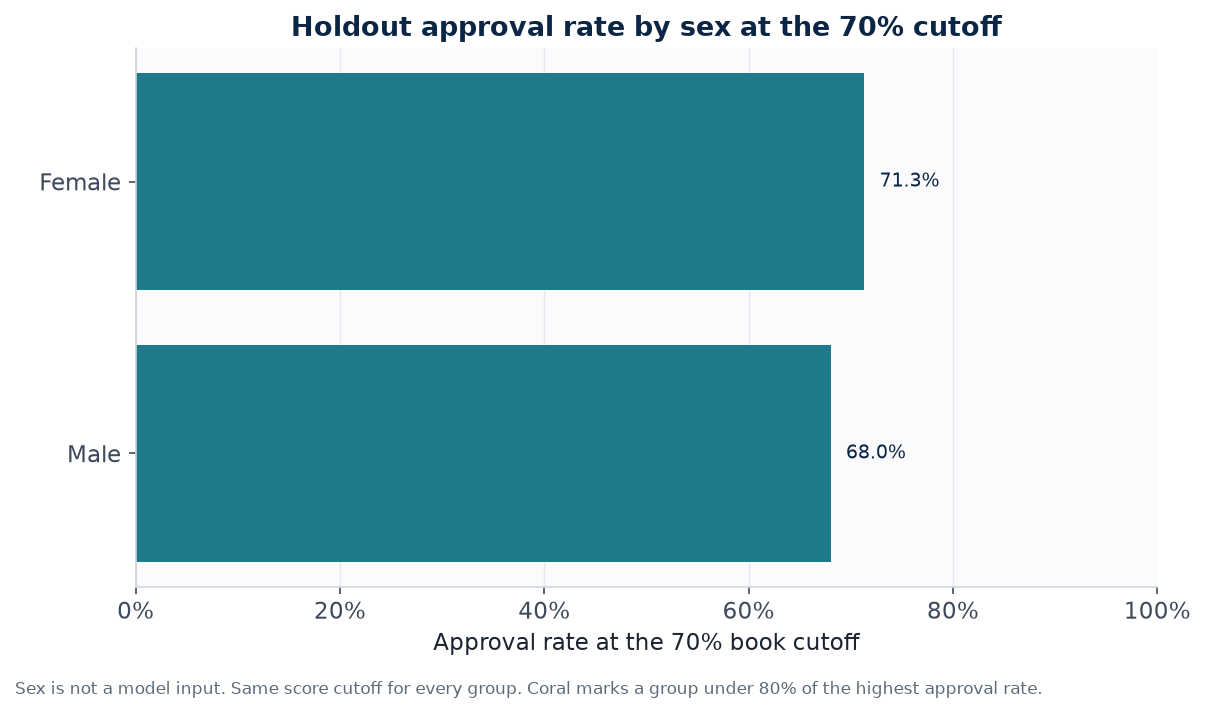 Holdout approval rate by sex at the 70% cutoff
Female
71.3%
Male
68.0%
0% 20% 40% 60% 80% 100%
Approval rate at the 70% book cutoff
Sex is not a model input. Same score cutoff for every group. Coral marks a group under 80% of the highest approval rate.